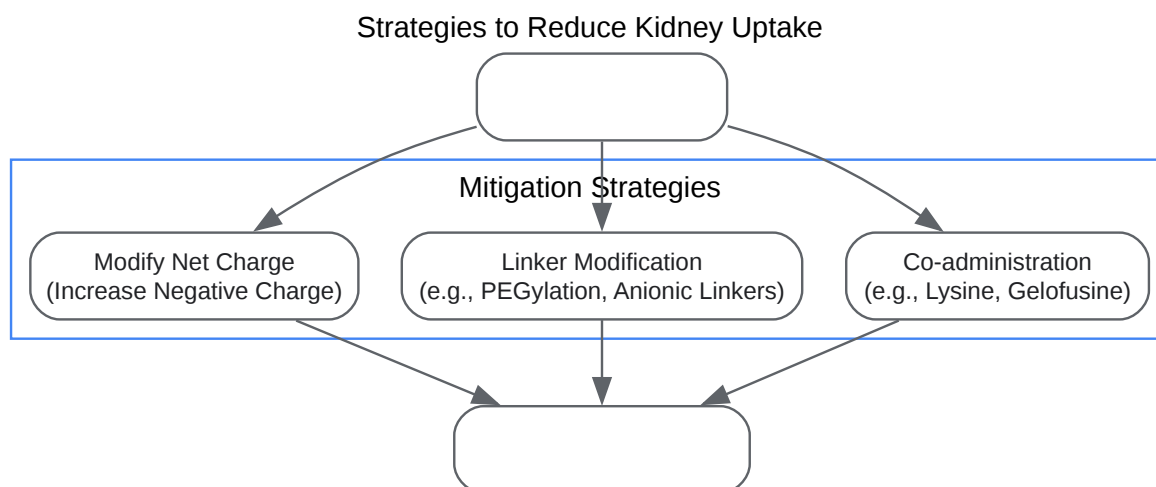 Strategies to Reduce Kidney Uptake
Mitigation Strategies
Modify Net Charge
(Increase Negative Charge)
Linker Modification
(e.g., PEGylation, Anionic Linkers)
Co-administration
(e.g., Lysine, Gelofusine)